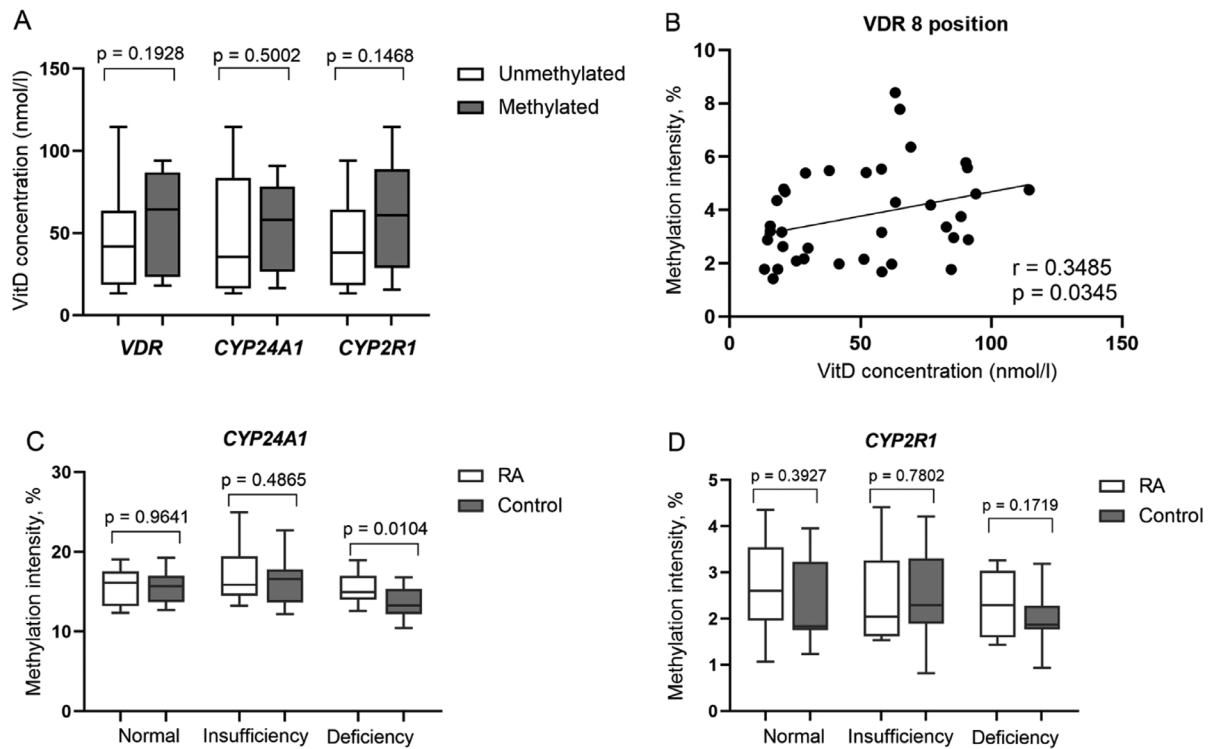 A
p = 0.1928
p = 0.5002
p = 0.1468
VitD concentration (nmol/l)
150
100
50
0
VDR
CYP24A1
CYP2R1
Unmethylated
Methylated
B
VDR 8 position
Methylation intensity, %
10
8
6
4
2
0
r = 0.3485
p = 0.0345
0
50
100
150
VitD concentration (nmol/l)
C
CYP24A1
Methylation intensity, %
30
20
10
0
p = 0.9641
p = 0.4865
p = 0.0104
Normal
Insufficiency
Deficiency
RA
Control
D
CYP2R1
Methylation intensity, %
5
4
3
2
1
0
p = 0.3927
p = 0.7802
p = 0.1719
Normal
Insufficiency
Deficiency
RA
Control